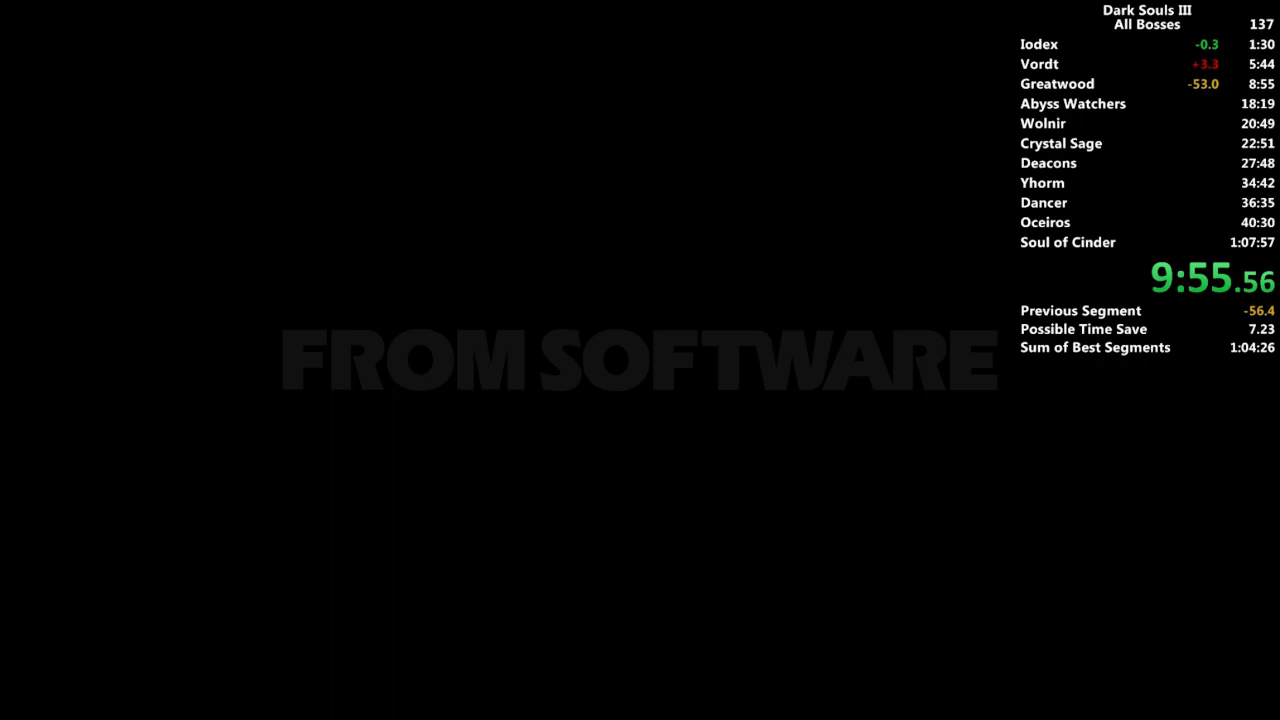 Dark Souls III
All Bosses 137
Iodex -0.3 1:30
Vordt +3.3 5:44
Greatwood -53.0 8:55
Abyss Watchers 18:19
Wolnir 20:49
Crystal Sage 22:51
Deacons 27:48
Yhorm 34:42
Dancer 36:35
Oceiros 40:30
Soul of Cinder 1:07:57
9:55.56
Previous Segment -56.4
Possible Time Save 7.23
Sum of Best Segments 1:04:26
FROMSOFTWARE